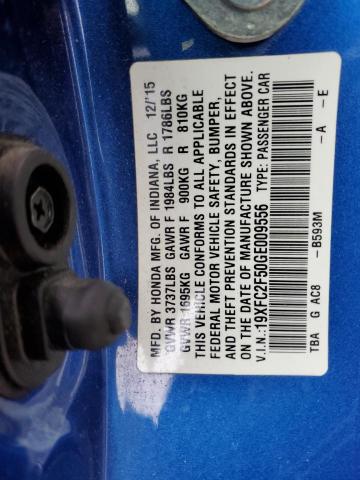 MFD. BY HONDA MFG. OF INDIANA, LLC 12/'15
GVWR 3737LBS GAWR F 1984LBS R 1786LBS
GVWR 1695KG GAWR F 900KG R 810KG
THIS VEHICLE CONFORMS TO ALL APPLICABLE
FEDERAL MOTOR VEHICLE SAFETY, BUMPER,
AND THEFT PREVENTION STANDARDS IN EFFECT
ON THE DATE OF MANUFACTURE SHOWN ABOVE.
V.I.N.:19XFC2F50GE009556 TYPE: PASSENGER CAR
TBA G AC8 -B593M -A -E